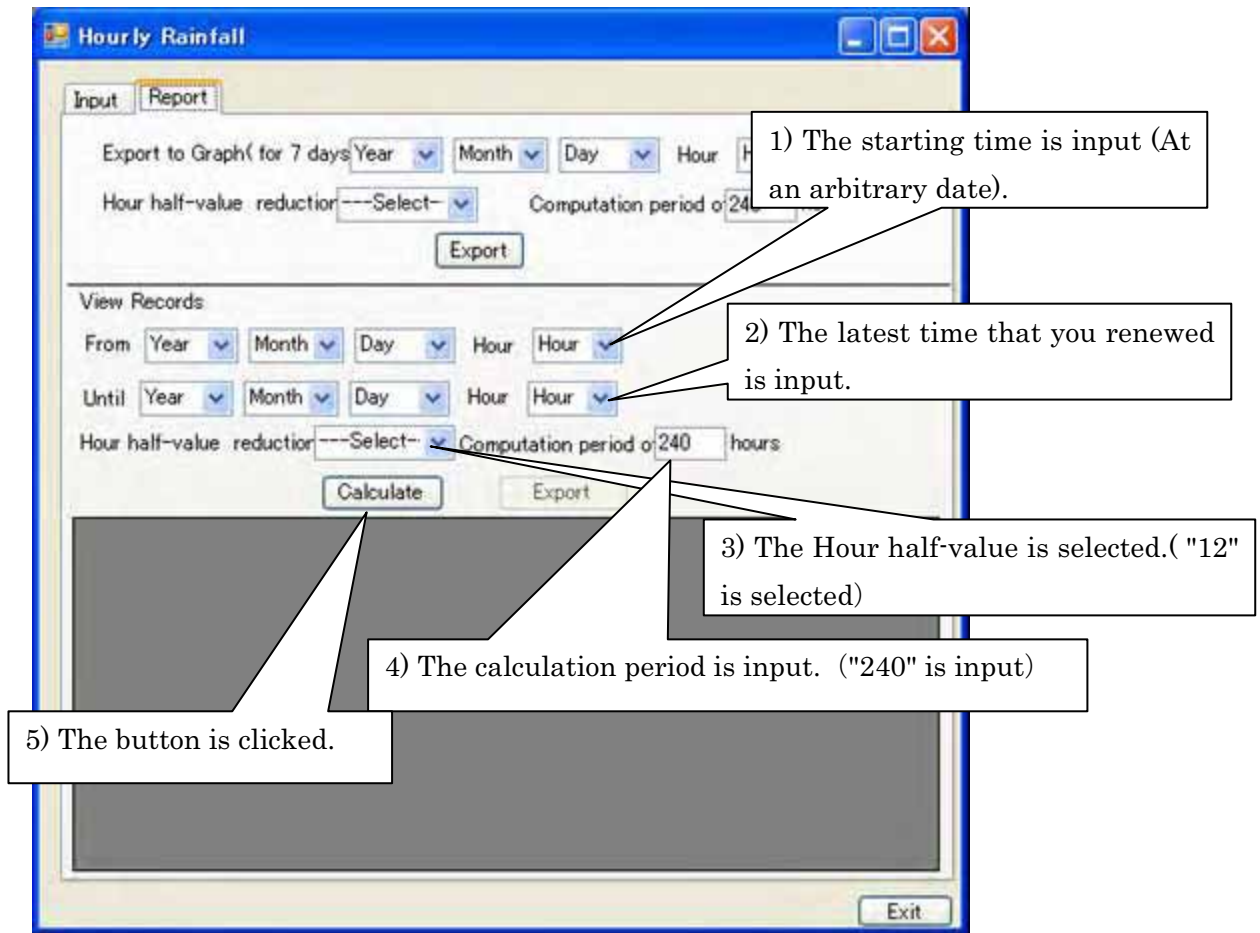 Hourly Rainfall
Input Report
Export to Graph( for 7 days Year Month Day Hour
Hour half-value reduction ---Select- Computation period o 240
Export
1) The starting time is input (At
an arbitrary date).
View Records
From Year Month Day Hour Hour
Until Year Month Day Hour Hour
2) The latest time that you renewed
is input.
Hour half-value reduction ---Select- Computation period o 240 hours
Calculate Export
3) The Hour half-value is selected.( "12"
is selected)
4) The calculation period is input. ("240" is input)
5) The button is clicked.
Exit